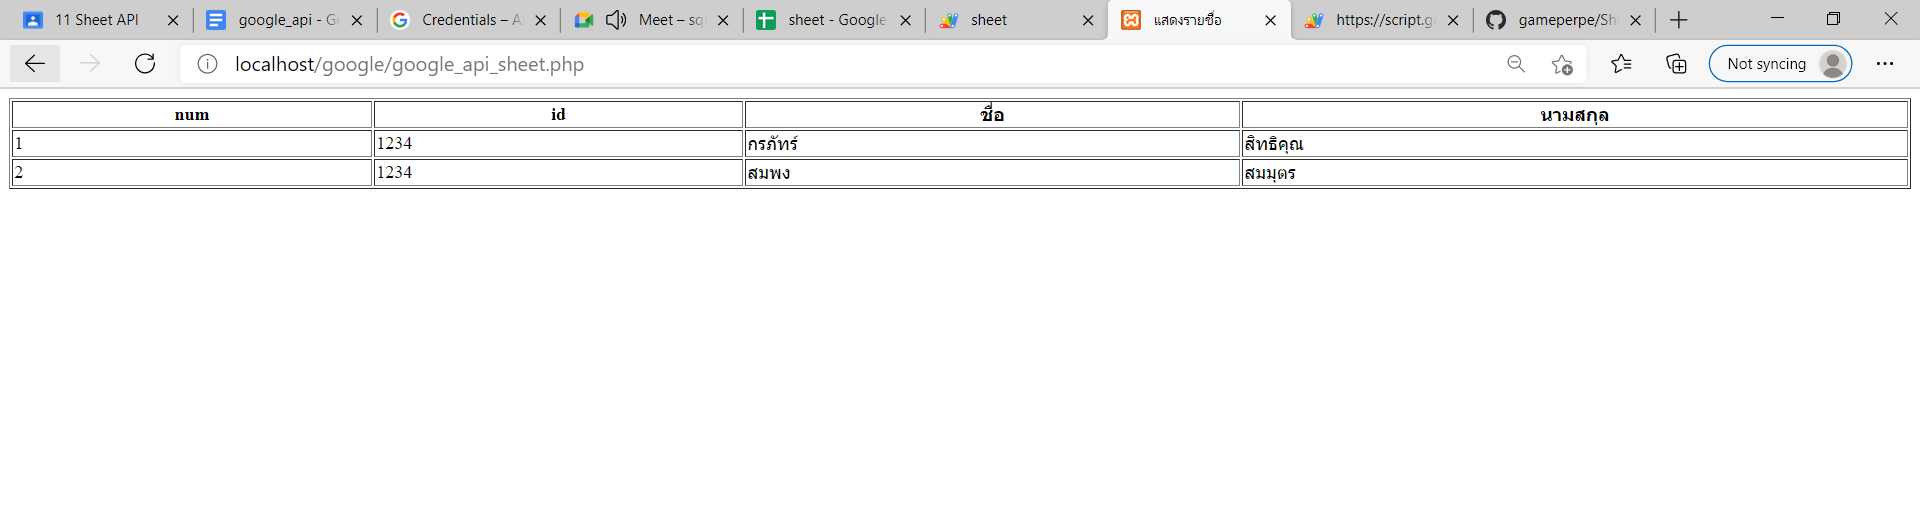 11 Sheet API google_api - Go Credentials – A Meet – sq sheet - Google sheet แสดงรายชื่อ https://script.g gameperpe/Sh
localhost/google/google_api_sheet.php Not syncing
num id ชื่อ นามสกุล
1 1234 กรภัทร์ สิทธิคุณ
2 1234 สมพง สมมุตร